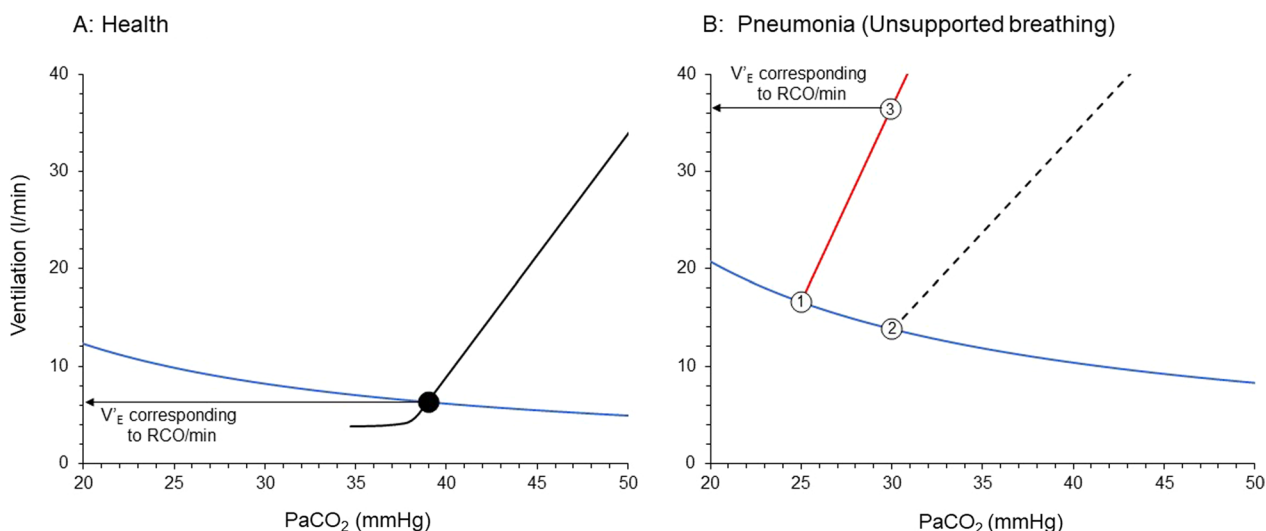 A: Health
B: Pneumonia (Unsupported breathing)
Ventilation (l/min)
40
30
20
10
0
V'E corresponding
to RCO/min
20 25 30 35 40 45 50
PaCO₂ (mmHg)
40
30
20
10
0
V'E corresponding
to RCO/min
3
1
2
20 25 30 35 40 45 50
PaCO₂ (mmHg)